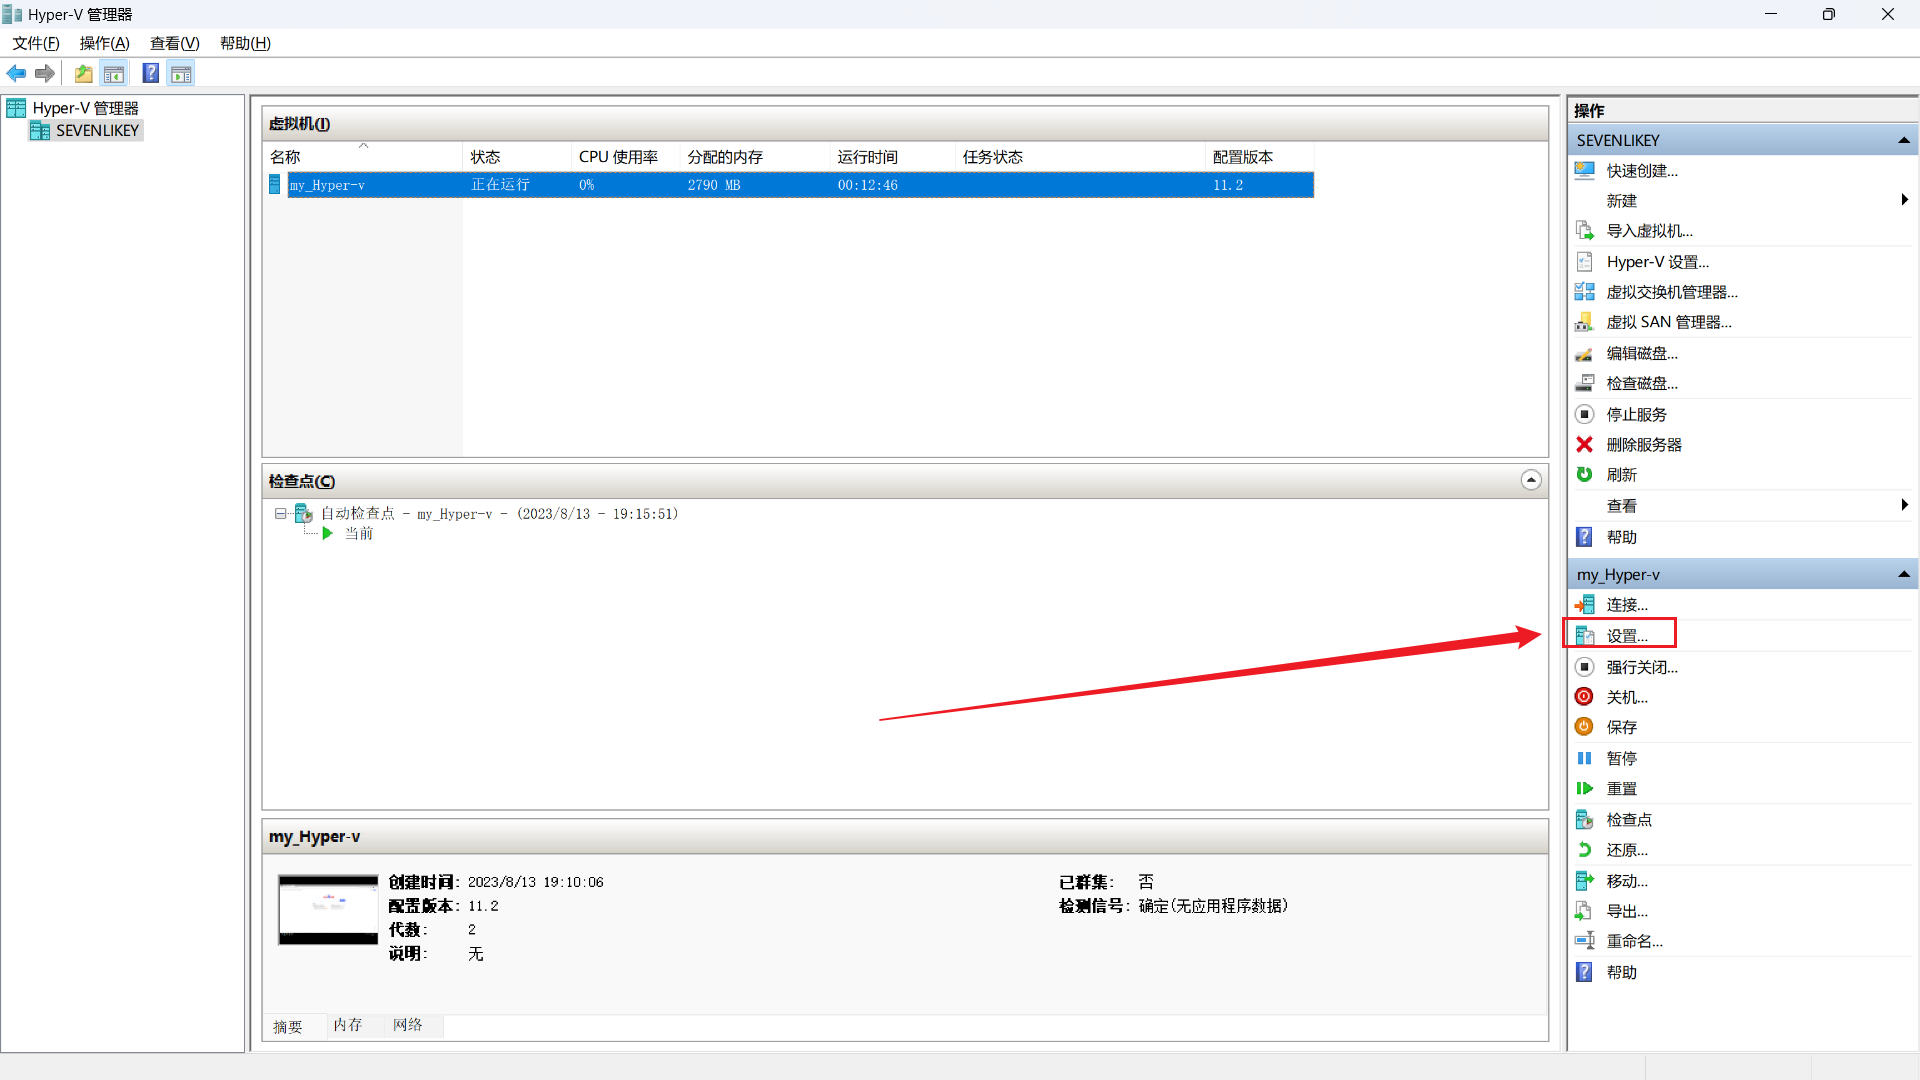 Hyper-V 管理器
文件(F) 操作(A) 查看(V) 帮助(H)
Hyper-V 管理器
SEVENLIKEY
虚拟机(I)
名称 状态 CPU 使用率 分配的内存 运行时间 任务状态 配置版本
my_Hyper-v 正在运行 0% 2790 MB 00:12:46 11.2
检查点(C)
自动检查点 - my_Hyper-v - (2023/8/13 - 19:15:51)
当前
my_Hyper-v
创建时间: 2023/8/13 19:10:06
配置版本: 11.2
代数: 2
说明: 无
已群集: 否
检测信号: 确定(无应用程序数据)
摘要 内存 网络
操作
SEVENLIKEY
快速创建...
新建
导入虚拟机...
Hyper-V 设置...
虚拟交换机管理器...
虚拟 SAN 管理器...
编辑磁盘...
检查磁盘...
停止服务
删除服务器
刷新
查看
帮助
my_Hyper-v
连接...
设置...
强行关闭...
关机...
保存
暂停
重置
检查点
还原...
移动...
导出...
重命名...
帮助